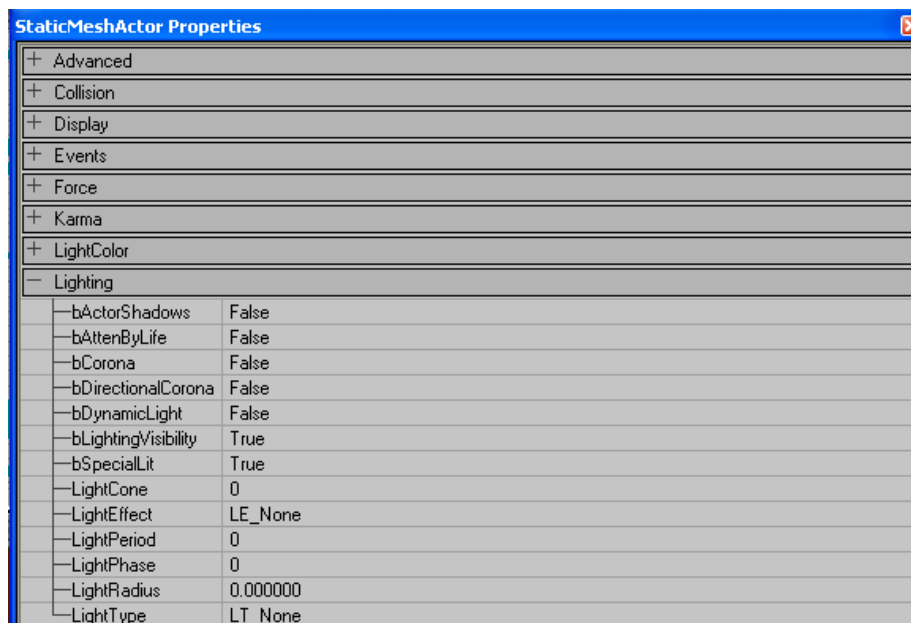 StaticMeshActor Properties
+ Advanced
+ Collision
+ Display
+ Events
+ Force
+ Karma
+ LightColor
− Lighting
bActorShadows False
bAttenByLife False
bCorona False
bDirectionalCorona False
bDynamicLight False
bLightingVisibility True
bSpecialLit True
LightCone 0
LightEffect LE_None
LightPeriod 0
LightPhase 0
LightRadius 0.000000
LightType LT_None